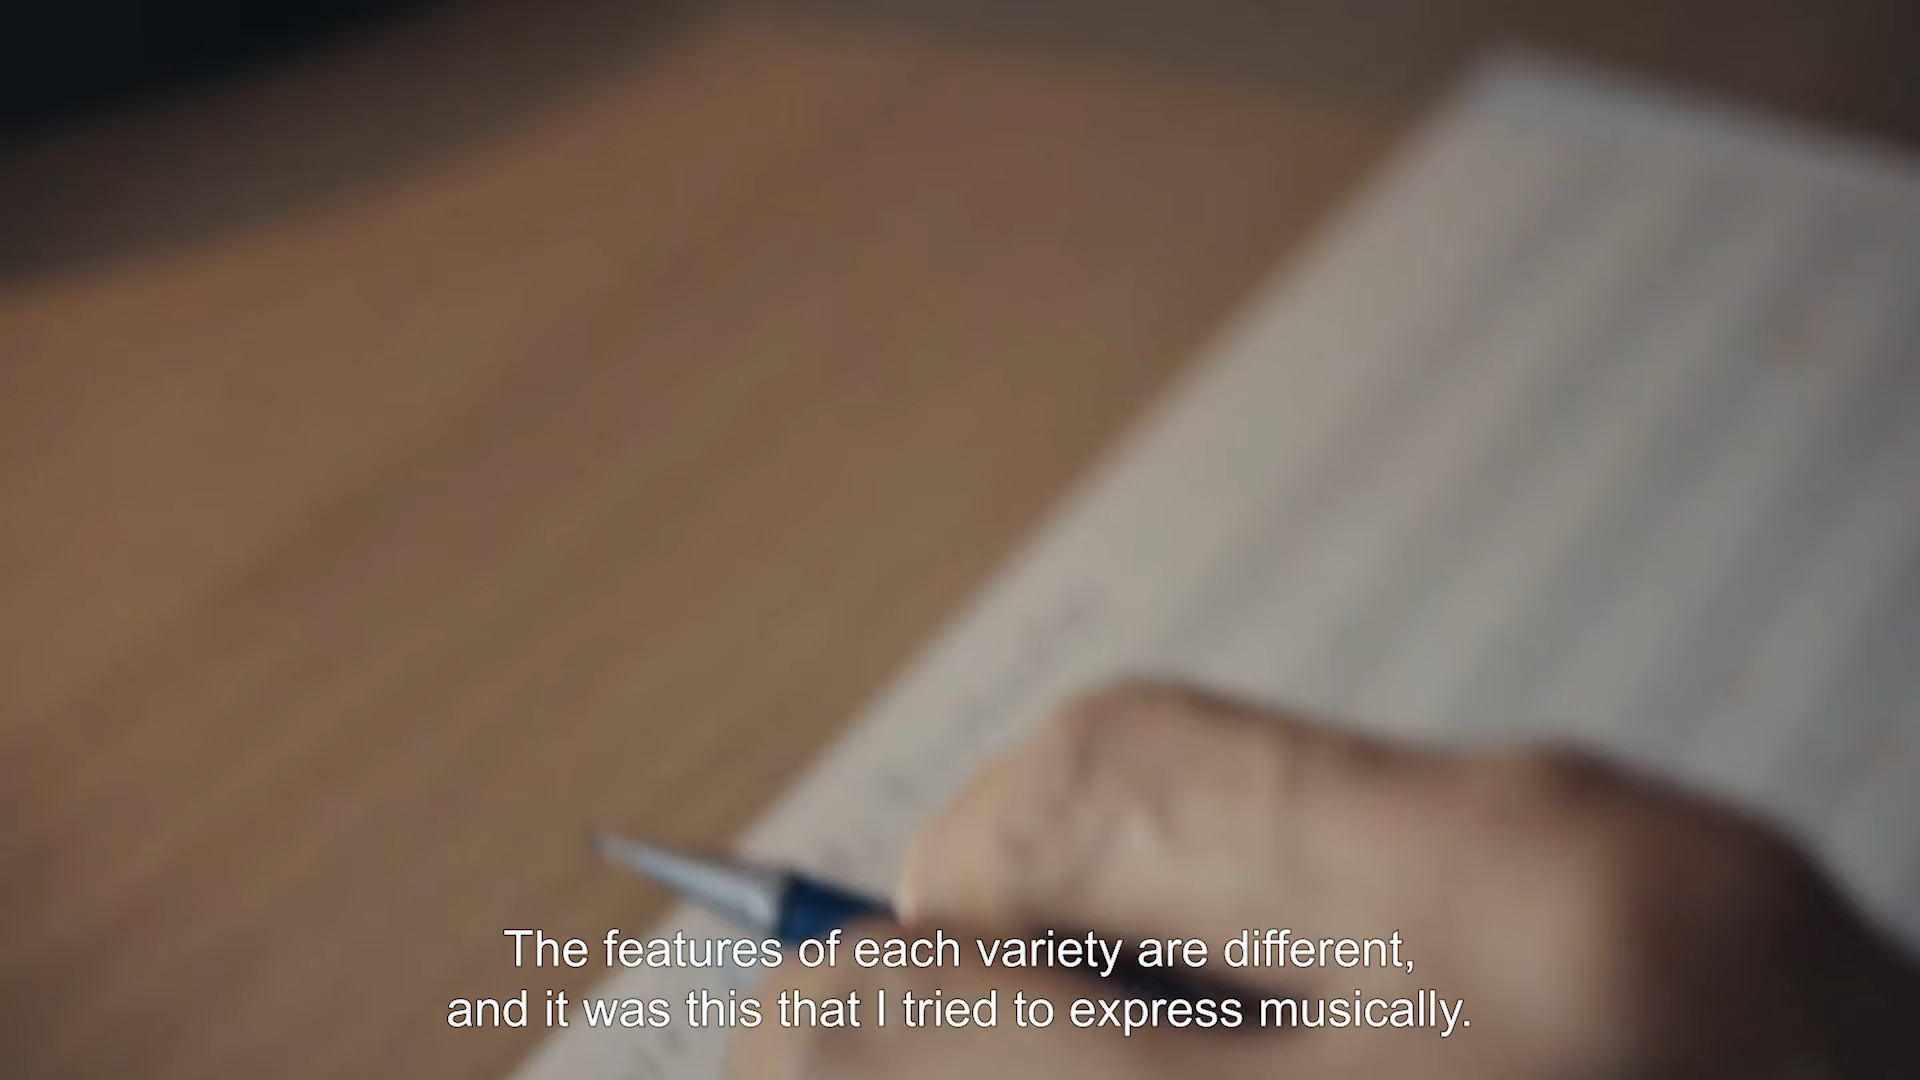 The features of each variety are different,
and it was this that I tried to express musically.